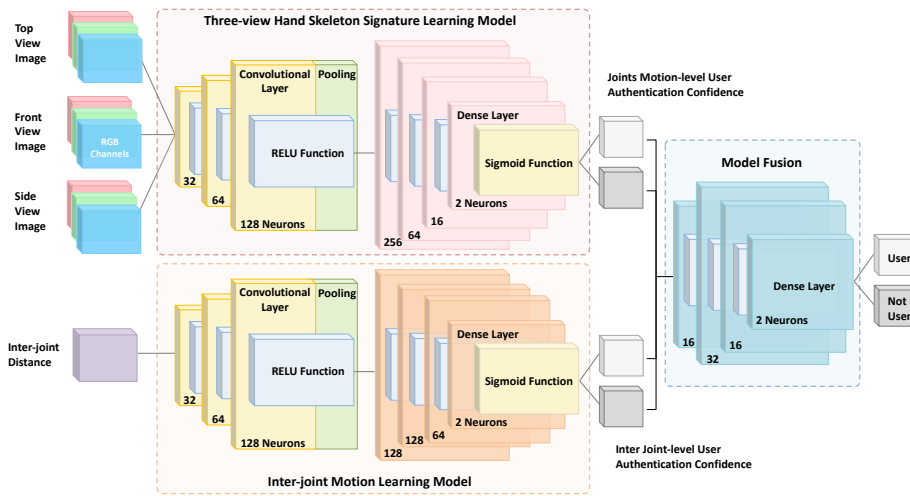 Three-view Hand Skeleton Signature Learning Model
Top
View
Image
Front
View
Image
RGB
Channels
Side
View
Image
Convolutional
Layer
Pooling
RELU Function
32
64
128 Neurons
Dense Layer
Sigmoid Function
2 Neurons
16
64
256
Joints Motion-level User
Authentication Confidence
Model Fusion
Dense Layer
2 Neurons
16
32
16
User
Not
User
Inter-joint
Distance
Convolutional
Layer
Pooling
RELU Function
32
64
128 Neurons
Dense Layer
Sigmoid Function
2 Neurons
64
128
128
Inter Joint-level User
Authentication Confidence
Inter-joint Motion Learning Model